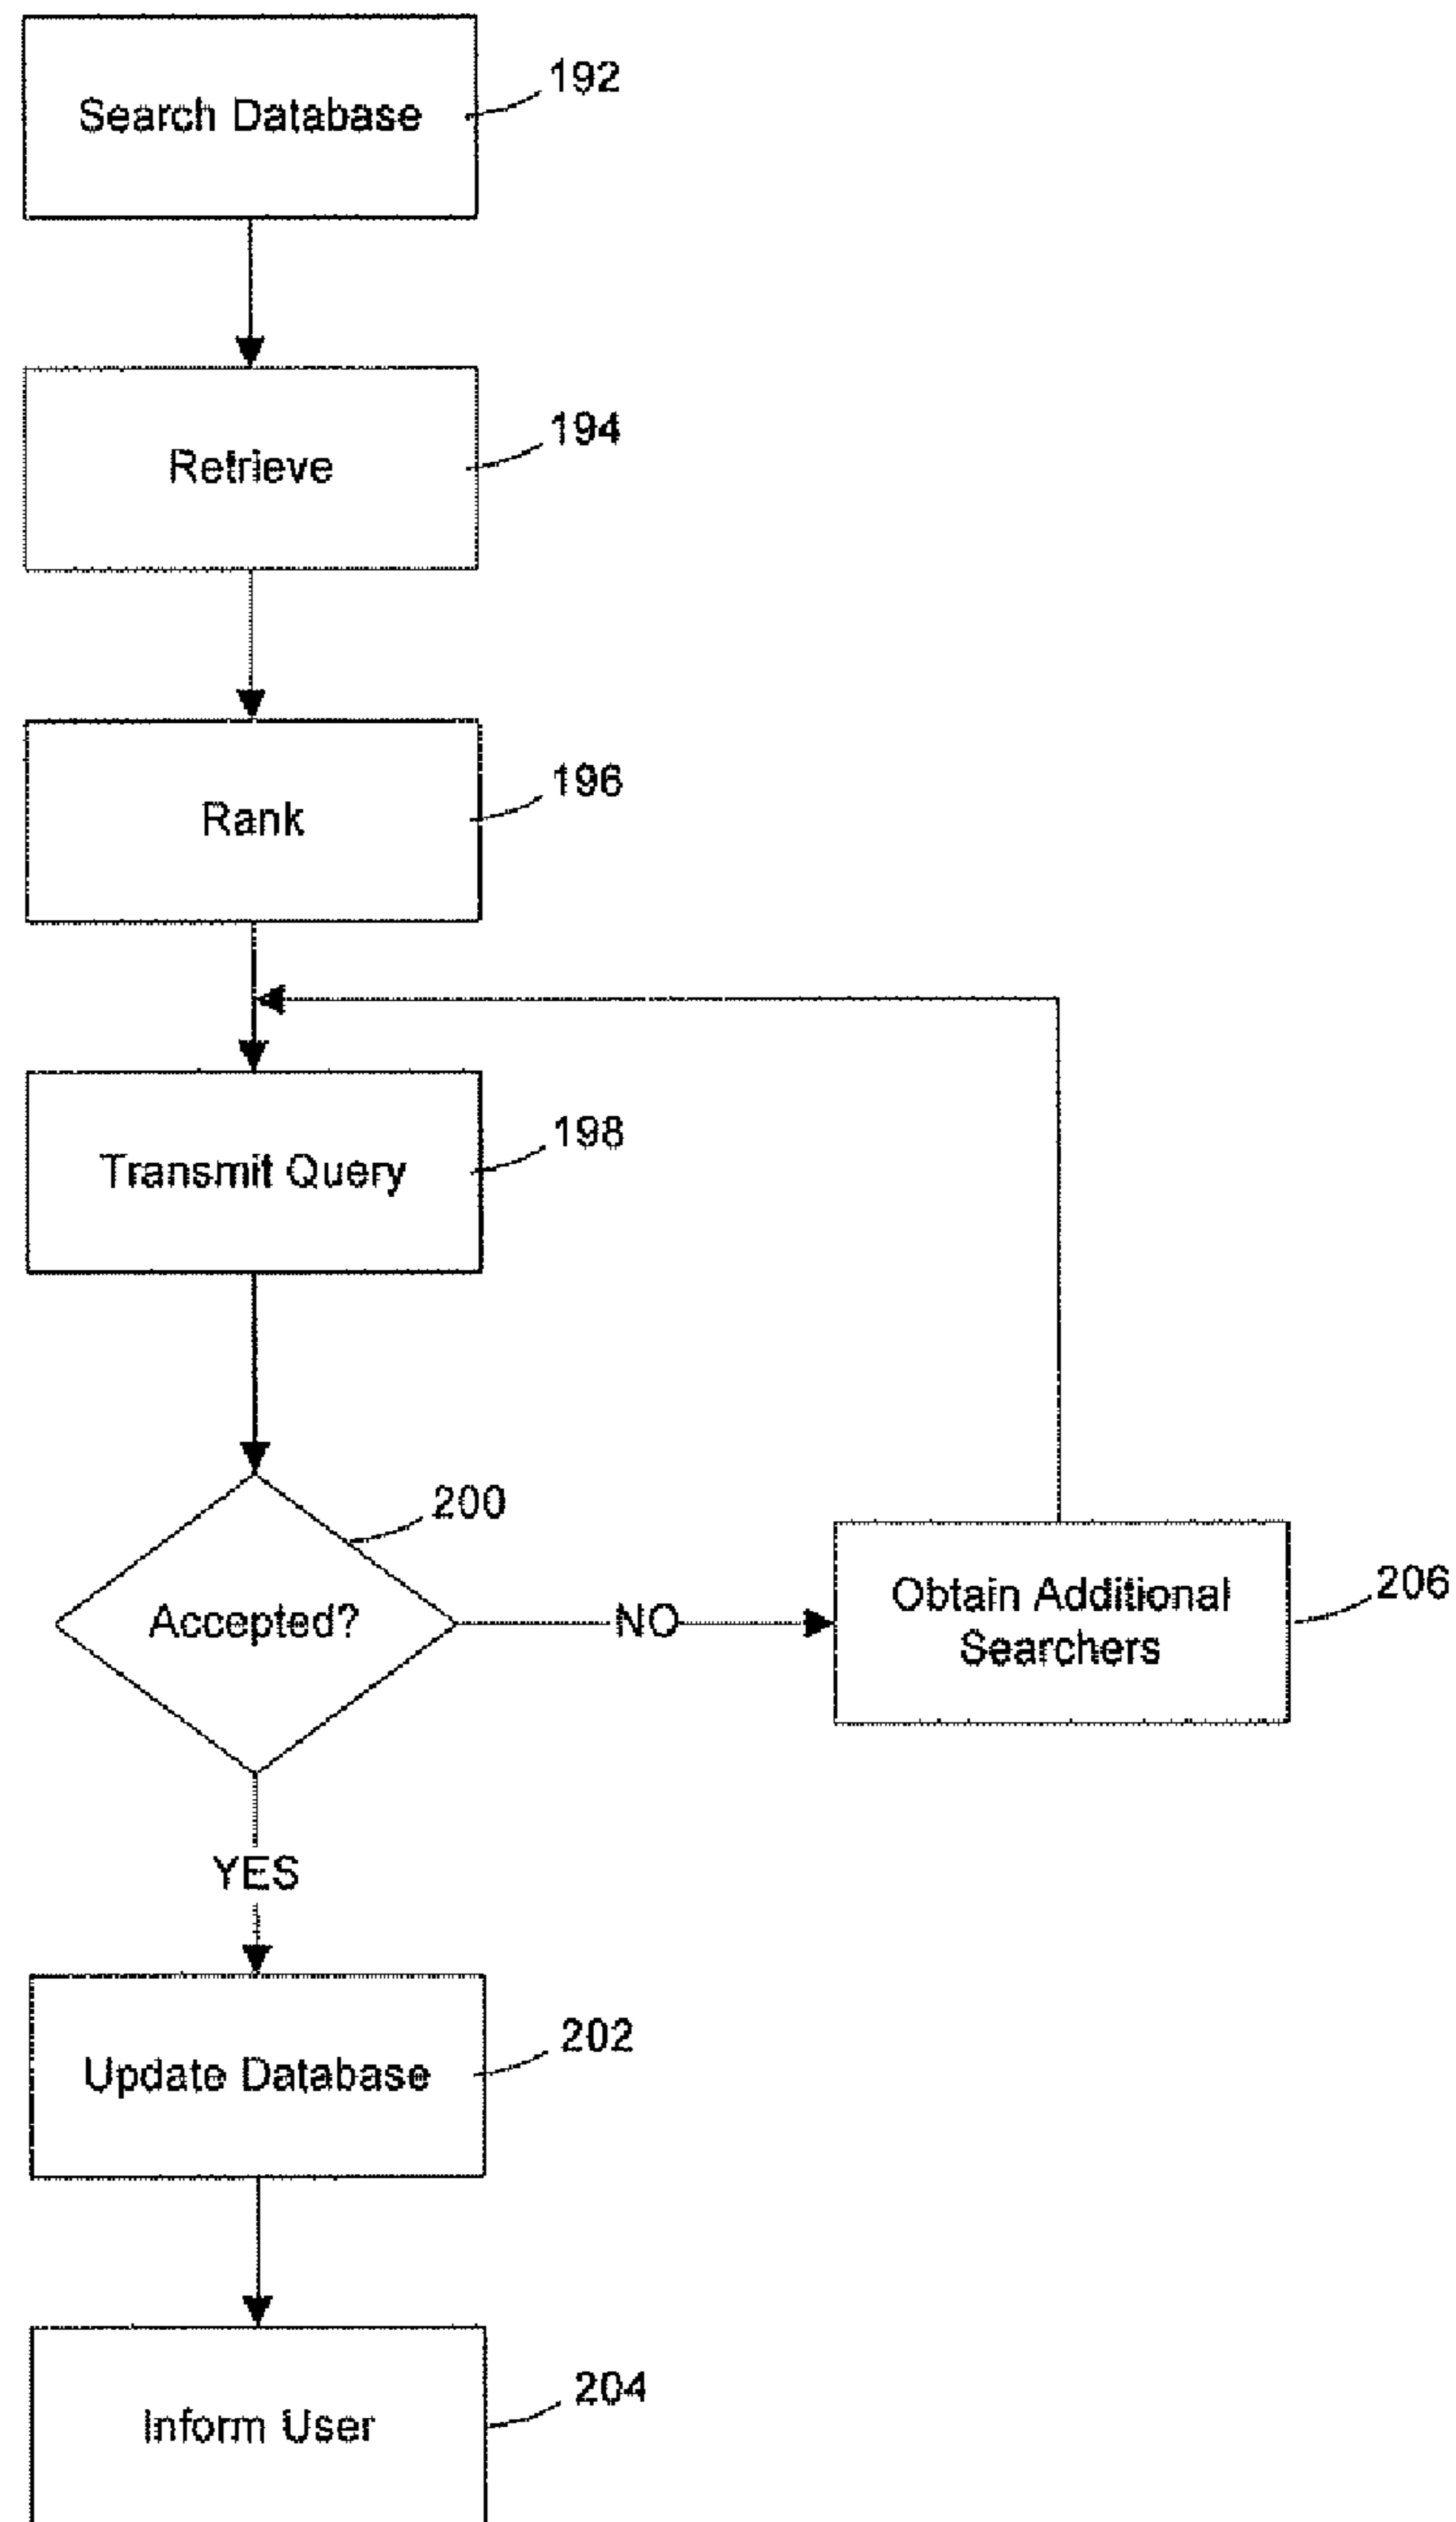 Search Database
192
Retrieve
194
Rank
196
Transmit Query
198
Accepted?
200
NO
Obtain Additional
Searchers
206
YES
Update Database
202
Inform User
204